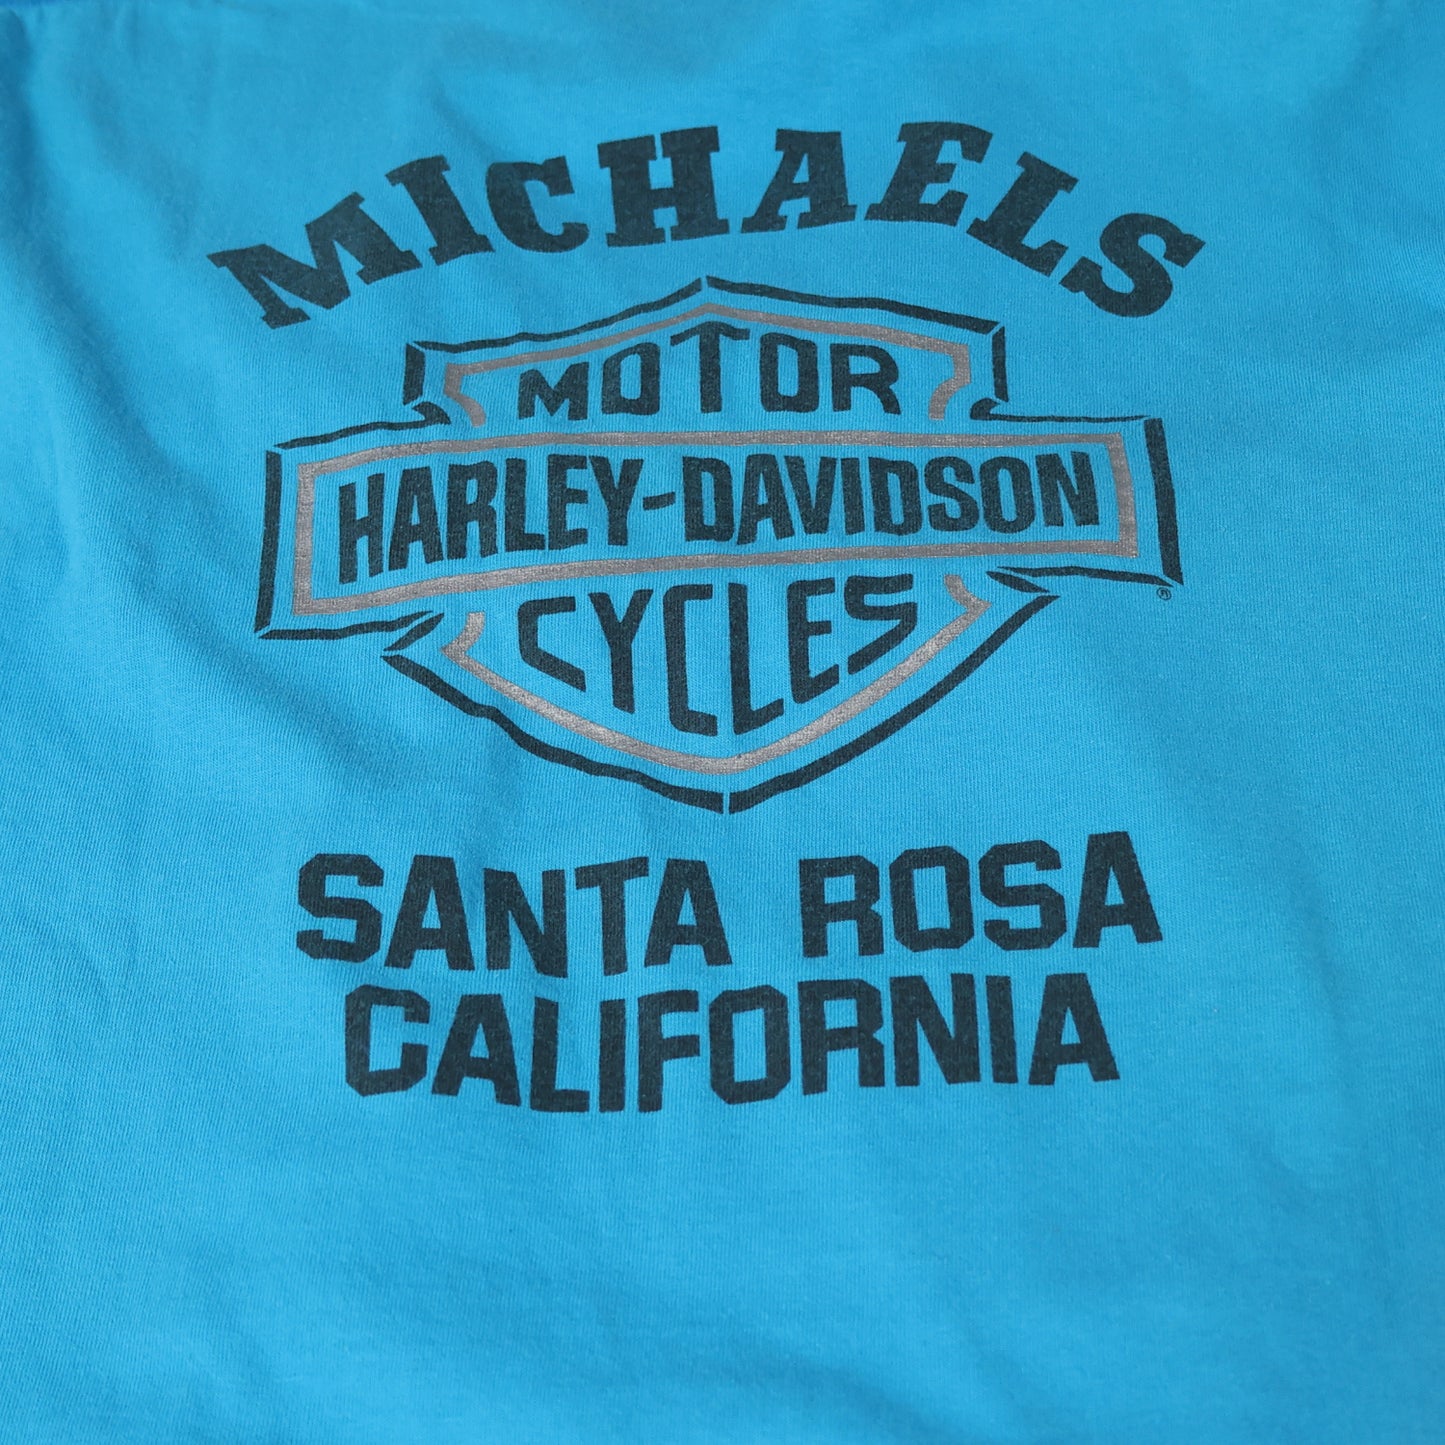 MICHAELS
MOTOR
HARLEY-DAVIDSON
®
CYCLES
SANTA ROSA
CALIFORNIA